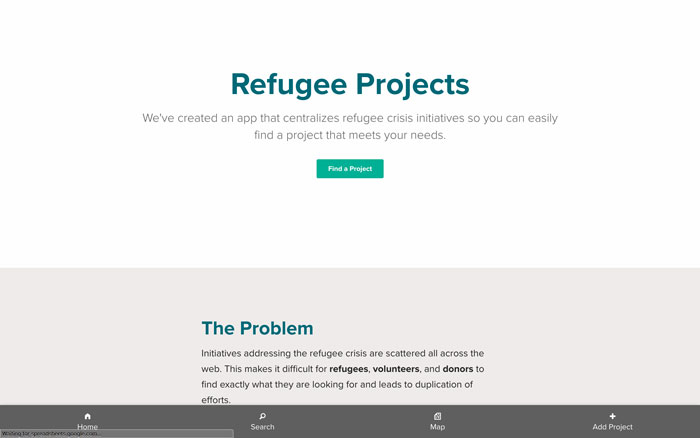 Refugee Projects
We've created an app that centralizes refugee crisis initiatives so you can easily
find a project that meets your needs.
Find a Project
The Problem
Initiatives addressing the refugee crisis are scattered all across the
web. This makes it difficult for refugees, volunteers, and donors to
find exactly what they are looking for and leads to duplication of
efforts.
Home
Search
Map
Add Project
Waiting for spreadsheets.google.com...